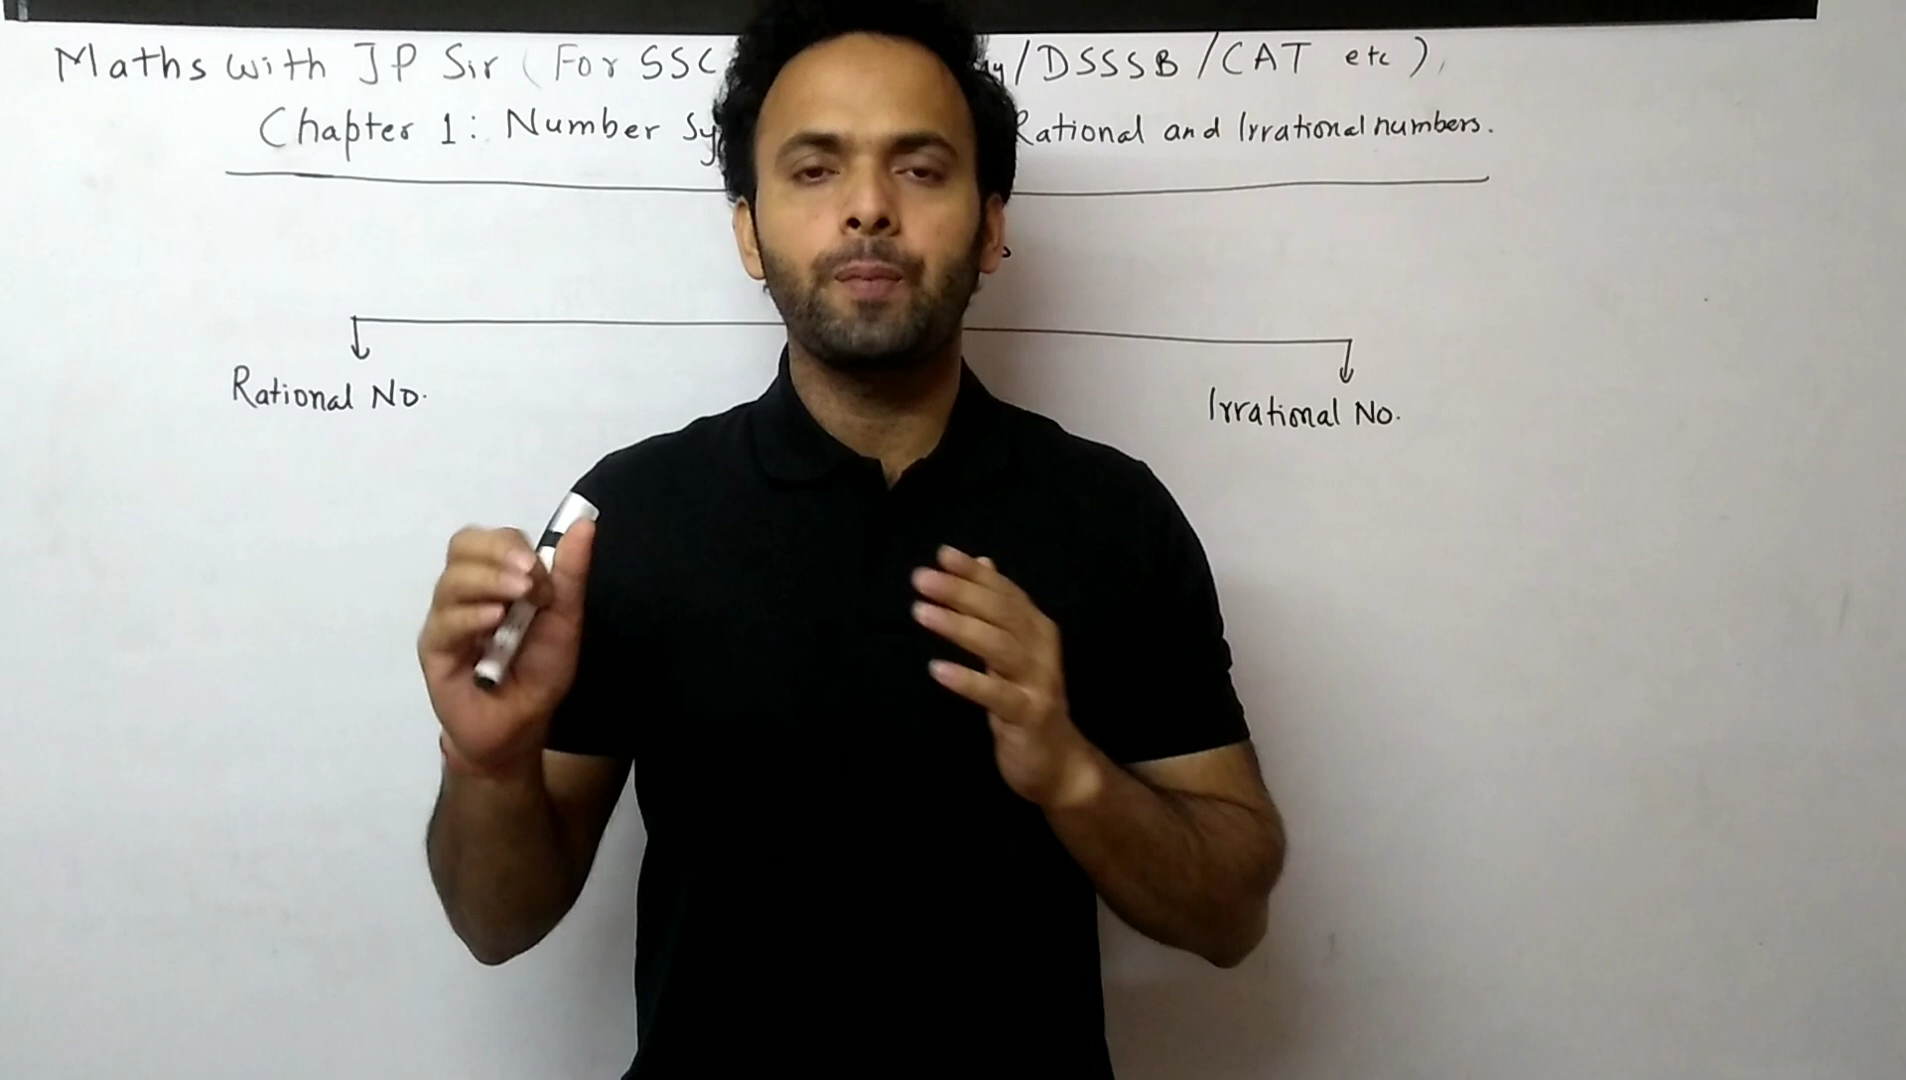 Maths with JP Sir (For SSC /DSSSB/CAT etc),
Chapter 1: Number Rational and Irrational numbers.
Rational No.
Irrational No.